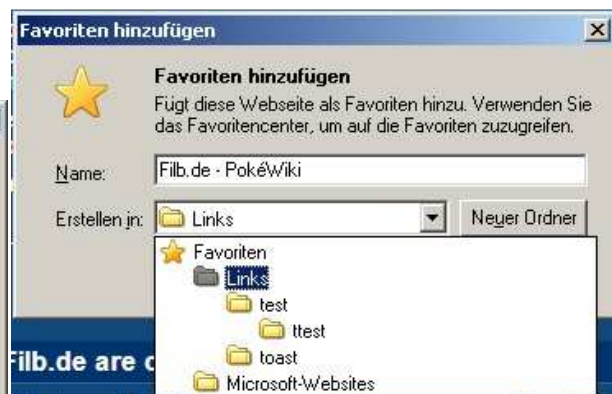 Favoriten hinzufügen
Favoriten hinzufügen
Fügt diese Webseite als Favoriten hinzu. Verwenden Sie
das Favoritencenter, um auf die Favoriten zuzugreifen.
Name: Filb.de - PokéWiki
Erstellen in: Links Neuer Ordner
Favoriten
Links
test
ttest
toast
Microsoft-Websites
Filb.de are